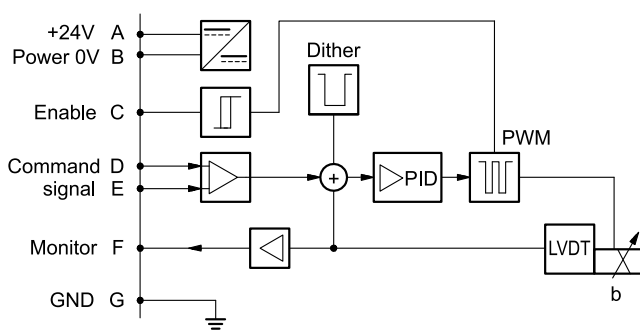 +24V A
Power 0V B
Dither
Enable C
PWM
Command D
signal E
+
PID
Monitor F
LVDT
b
GND G